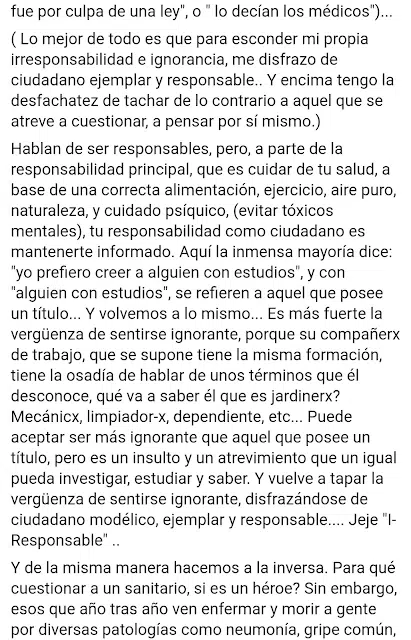 fue por culpa de una ley", o " lo decían los médicos")...
( Lo mejor de todo es que para esconder mi propia
irresponsabilidad e ignorancia, me disfrazo de
ciudadano ejemplar y responsable.. Y encima tengo la
desfachatez de tachar de lo contrario a aquel que se
atreve a cuestionar, a pensar por sí mismo.)
Hablan de ser responsables, pero, a parte de la
responsabilidad principal, que es cuidar de tu salud, a
base de una correcta alimentación, ejercicio, aire puro,
naturaleza, y cuidado psíquico, (evitar tóxicos
mentales), tu responsabilidad como ciudadano es
mantenerte informado. Aquí la inmensa mayoría dice:
"yo prefiero creer a alguien con estudios", y con
"alguien con estudios", se refieren a aquel que posee
un título... Y volvemos a lo mismo... Es más fuerte la
vergüenza de sentirse ignorante, porque su compañerx
de trabajo, que se supone tiene la misma formación,
tiene la osadía de hablar de unos términos que él
desconoce, qué va a saber él que es jardinerx?
Mecánicx, limpiador-x, dependiente, etc... Puede
aceptar ser más ignorante que aquel que posee un
título, pero es un insulto y un atrevimiento que un igual
pueda investigar, estudiar y saber. Y vuelve a tapar la
vergüenza de sentirse ignorante, disfrazándose de
ciudadano modélico, ejemplar y responsable.... Jeje "I-
Responsable" ..
Y de la misma manera hacemos a la inversa. Para qué
cuestionar a un sanitario, si es un héroe? Sin embargo,
esos que año tras año ven enfermar y morir a gente
por diversas patologías como neumonía, gripe común,